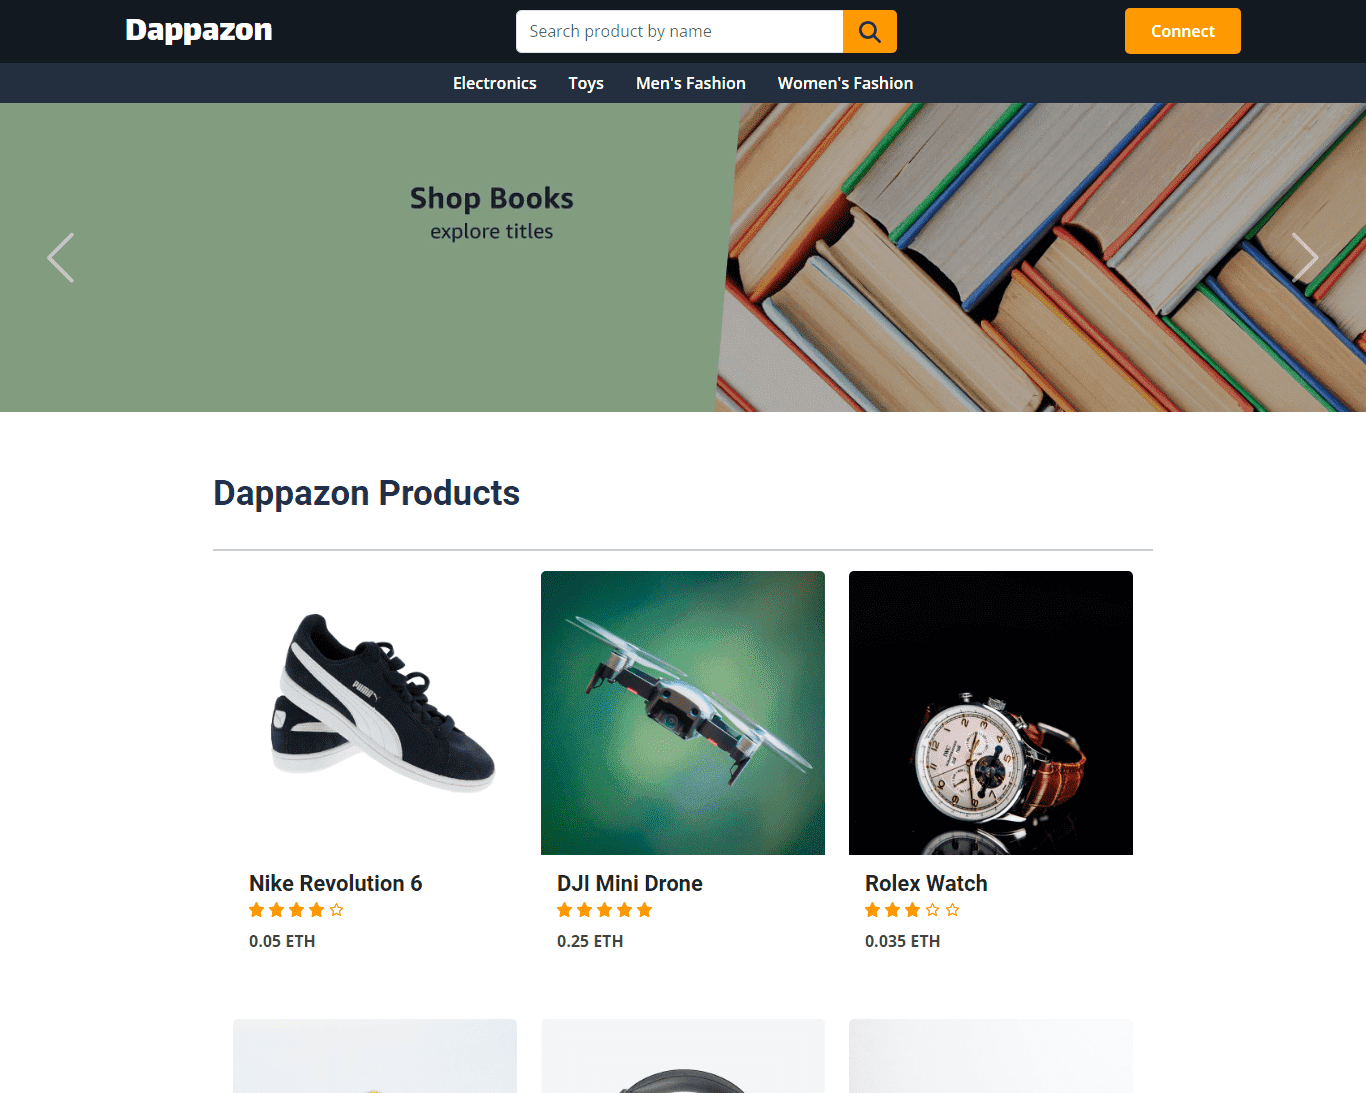 Dappazon
Search product by name
Connect
Electronics Toys Men's Fashion Women's Fashion
Shop Books
explore titles
Dappazon Products
PUMA
IWC
Nike Revolution 6
DJI Mini Drone
Rolex Watch
0.05 ETH
0.25 ETH
0.035 ETH